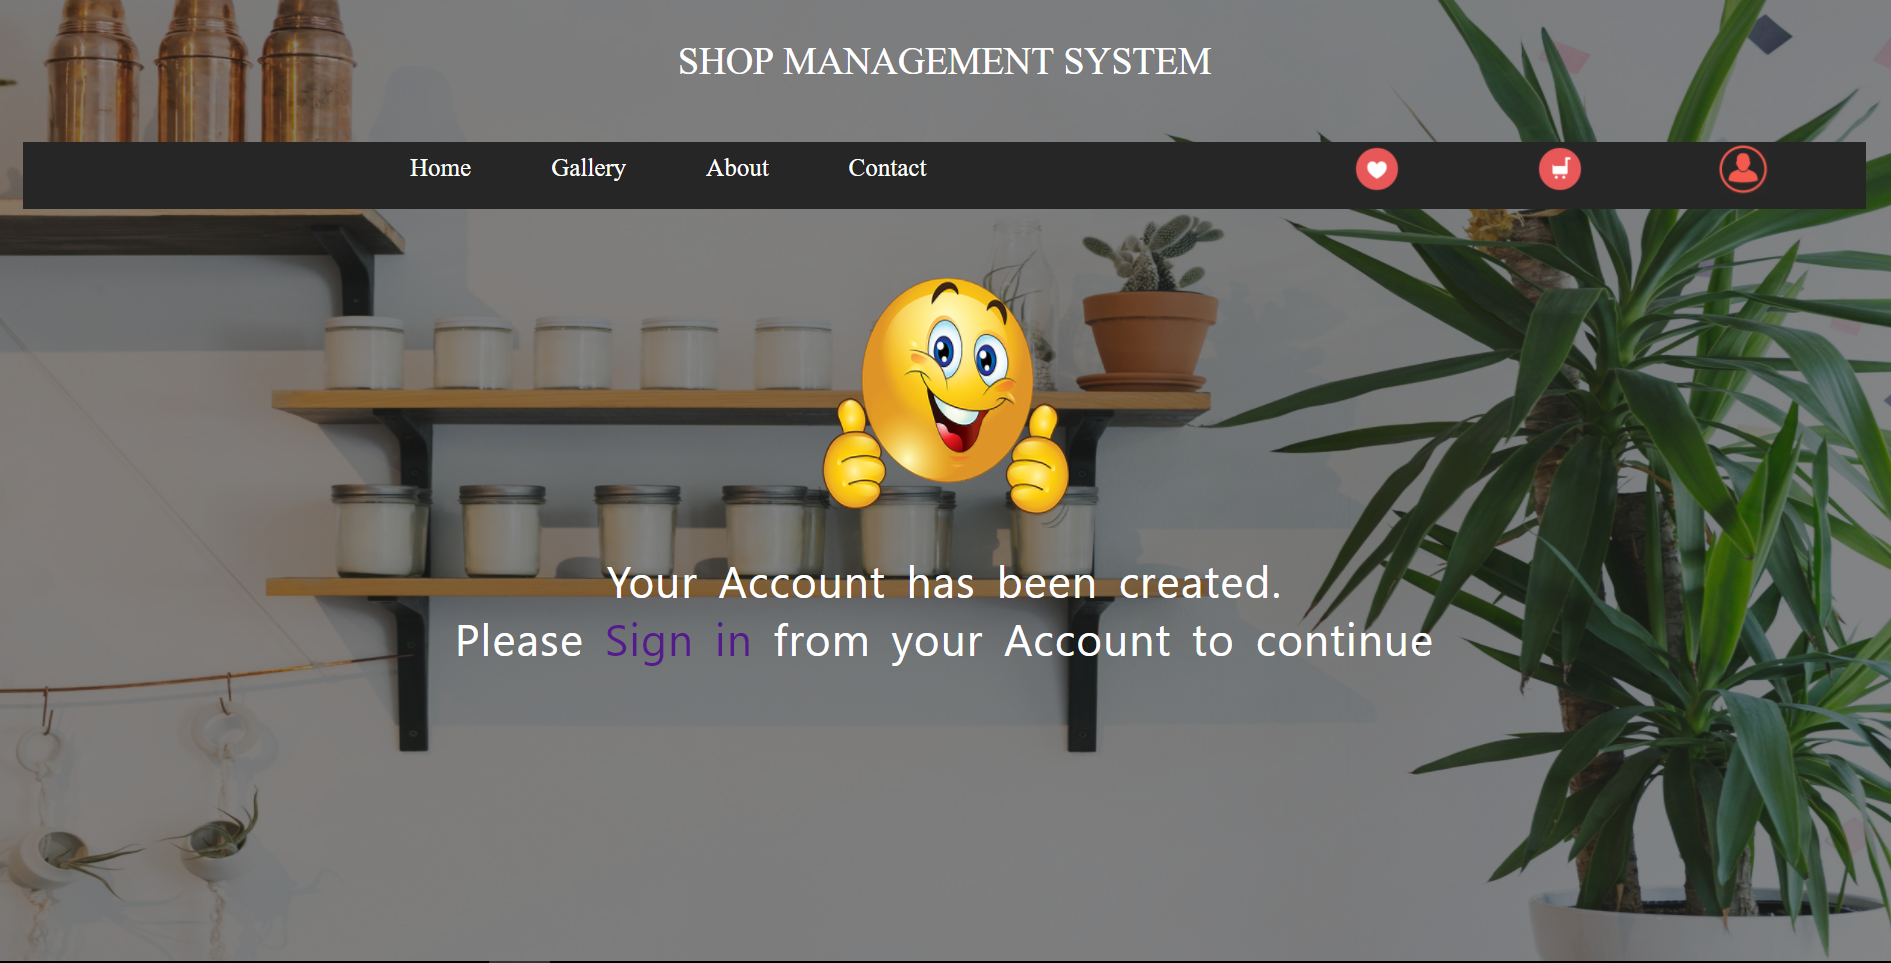 SHOP MANAGEMENT SYSTEM
Home Gallery About Contact
Your Account has been created.
Please Sign in from your Account to continue